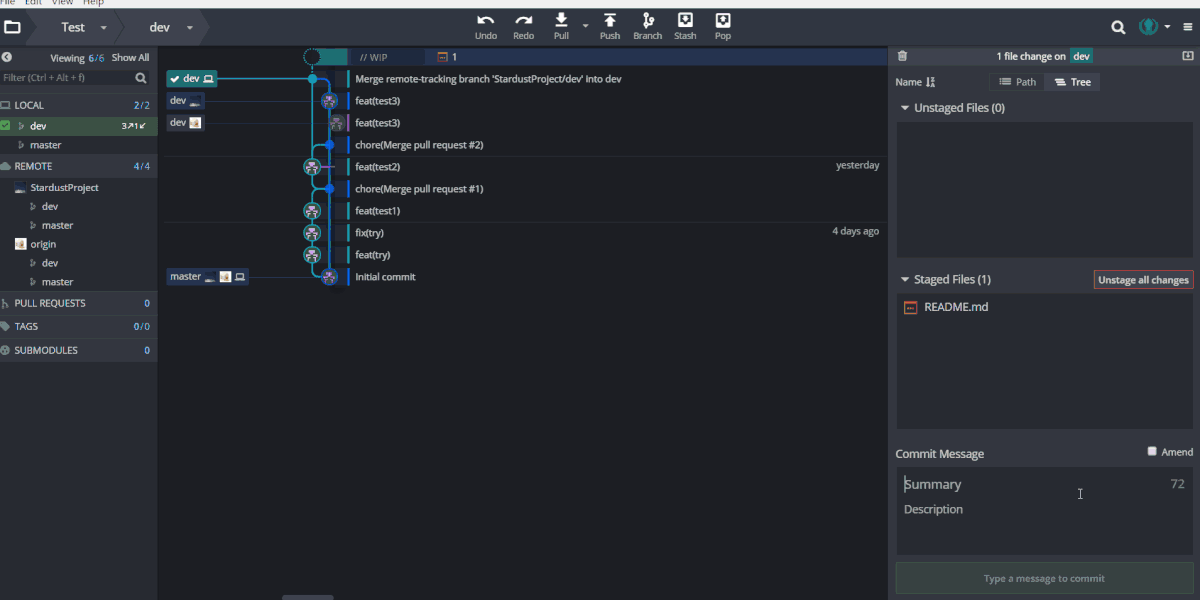 File Edit View Help
Test dev
Undo Redo Pull Push Branch Stash Pop
Viewing 6/6 Show All
Filter (Ctrl + Alt + f)
LOCAL 2/2
dev 3↗1↙
master
REMOTE 4/4
StardustProject
dev
master
origin
dev
master
PULL REQUESTS 0
TAGS 0/0
SUBMODULES 0
// WIP 1
dev Merge remote-tracking branch 'StardustProject/dev' into dev
dev feat(test3)
dev feat(test3)
chore(Merge pull request #2)
feat(test2) yesterday
chore(Merge pull request #1)
feat(test1)
fix(try) 4 days ago
feat(try)
master Initial commit
1 file change on dev
Name Path Tree
Unstaged Files (0)
Staged Files (1) Unstage all changes
README.md
Commit Message Amend
Summary 72
Description
Type a message to commit